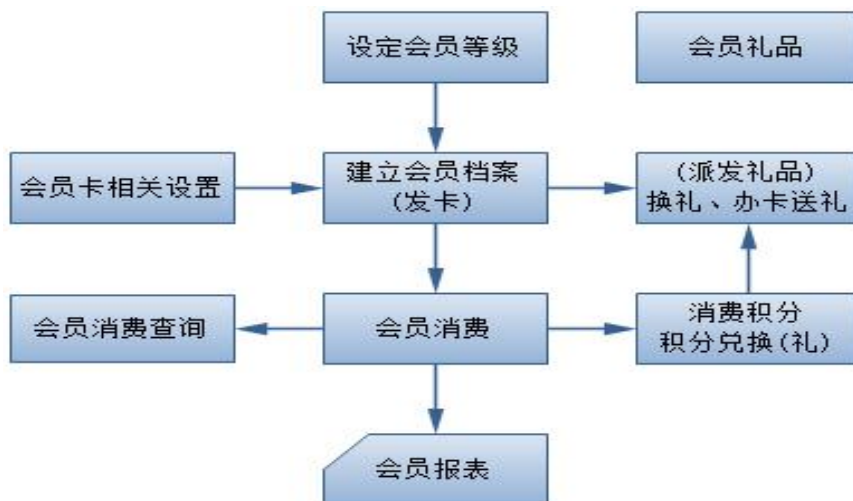 设定会员等级
会员礼品
会员卡相关设置
建立会员档案
(发卡)
(派发礼品)
换礼、办卡送礼
会员消费查询
会员消费
消费积分
积分兑换(礼)
会员报表